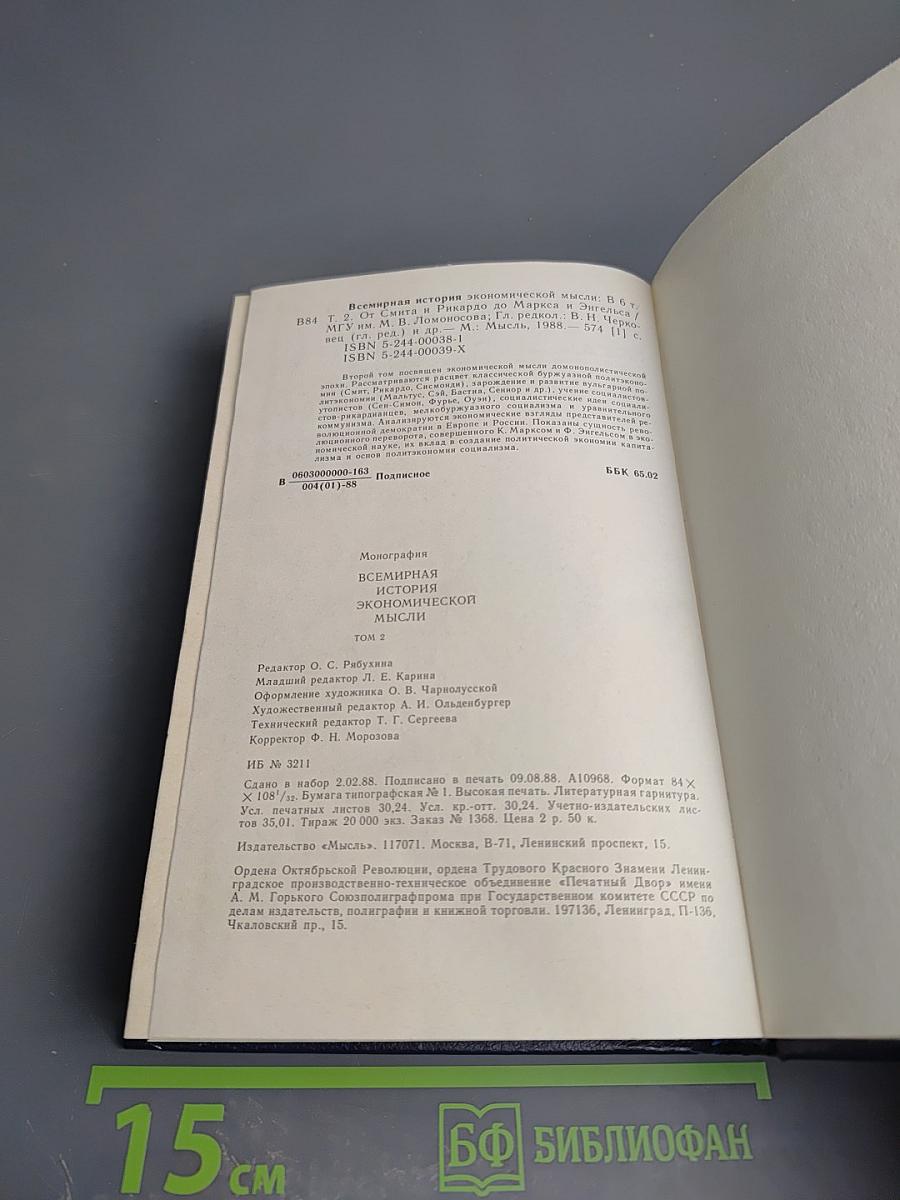 Всемирная история экономической мысли: В 6 т.
В84 Т. 2. От Смита и Рикардо до Маркса и Энгельса /
МГУ им. М. В. Ломоносова; Гл. редкол.: В. Н. Черко-
вец (гл. ред.) и др.— М.: Мысль, 1988.— 574 [1] с.
ISBN 5-244-00038-1
ISBN 5-244-00039-X
Второй том посвящен экономической мысли домонополистической
эпохи. Рассматриваются расцвет классической буржуазной политэконо-
мии (Смит, Рикардо, Сисмонди), зарождение и развитие вульгарной по-
литэкономии (Мальтус, Сэй, Бастиа, Сениор и др.), учение социалистов-
утопистов (Сен-Симон, Фурье, Оуэн), социалистические идеи социали-
стов-рикардианцев, мелкобуржуазного социализма и уравнительного
коммунизма. Анализируются экономические взгляды представителей ре-
волюционной демократии в Европе и России. Показаны сущность рево-
люционного переворота, совершенного К. Марксом и Ф. Энгельсом в эко-
номической науке, их вклад в создание политической экономии капита-
лизма и основ политэкономии социализма.
В 0603000000-163 Подписное
004(01)-88
ББК 65.02
Монография
ВСЕМИРНАЯ
ИСТОРИЯ
ЭКОНОМИЧЕСКОЙ
МЫСЛИ
ТОМ 2
Редактор О. С. Рябухина
Младший редактор Л. Е. Карина
Оформление художника О. В. Чарнолусской
Художественный редактор А. И. Ольденбургер
Технический редактор Т. Г. Сергеева
Корректор Ф. Н. Морозова
ИБ № 3211
Сдано в набор 2.02.88. Подписано в печать 09.08.88. А10968. Формат 84×
×108¹/₃₂. Бумага типографская № 1. Высокая печать. Литературная гарнитура.
Усл. печатных листов 30,24. Усл. кр.-отт. 30,24. Учетно-издательских лис-
тов 35,01. Тираж 20 000 экз. Заказ № 1368. Цена 2 р. 50 к.
Издательство «Мысль». 117071. Москва, В-71, Ленинский проспект, 15.
Ордена Октябрьской Революции, ордена Трудового Красного Знамени Ленин-
градское производственно-техническое объединение «Печатный Двор» имени
А. М. Горького Союзполиграфпрома при Государственном комитете СССР по
делам издательств, полиграфии и книжной торговли. 197136, Ленинград, П-136,
Чкаловский пр., 15.
15 см
БФ БИБЛИОФАН